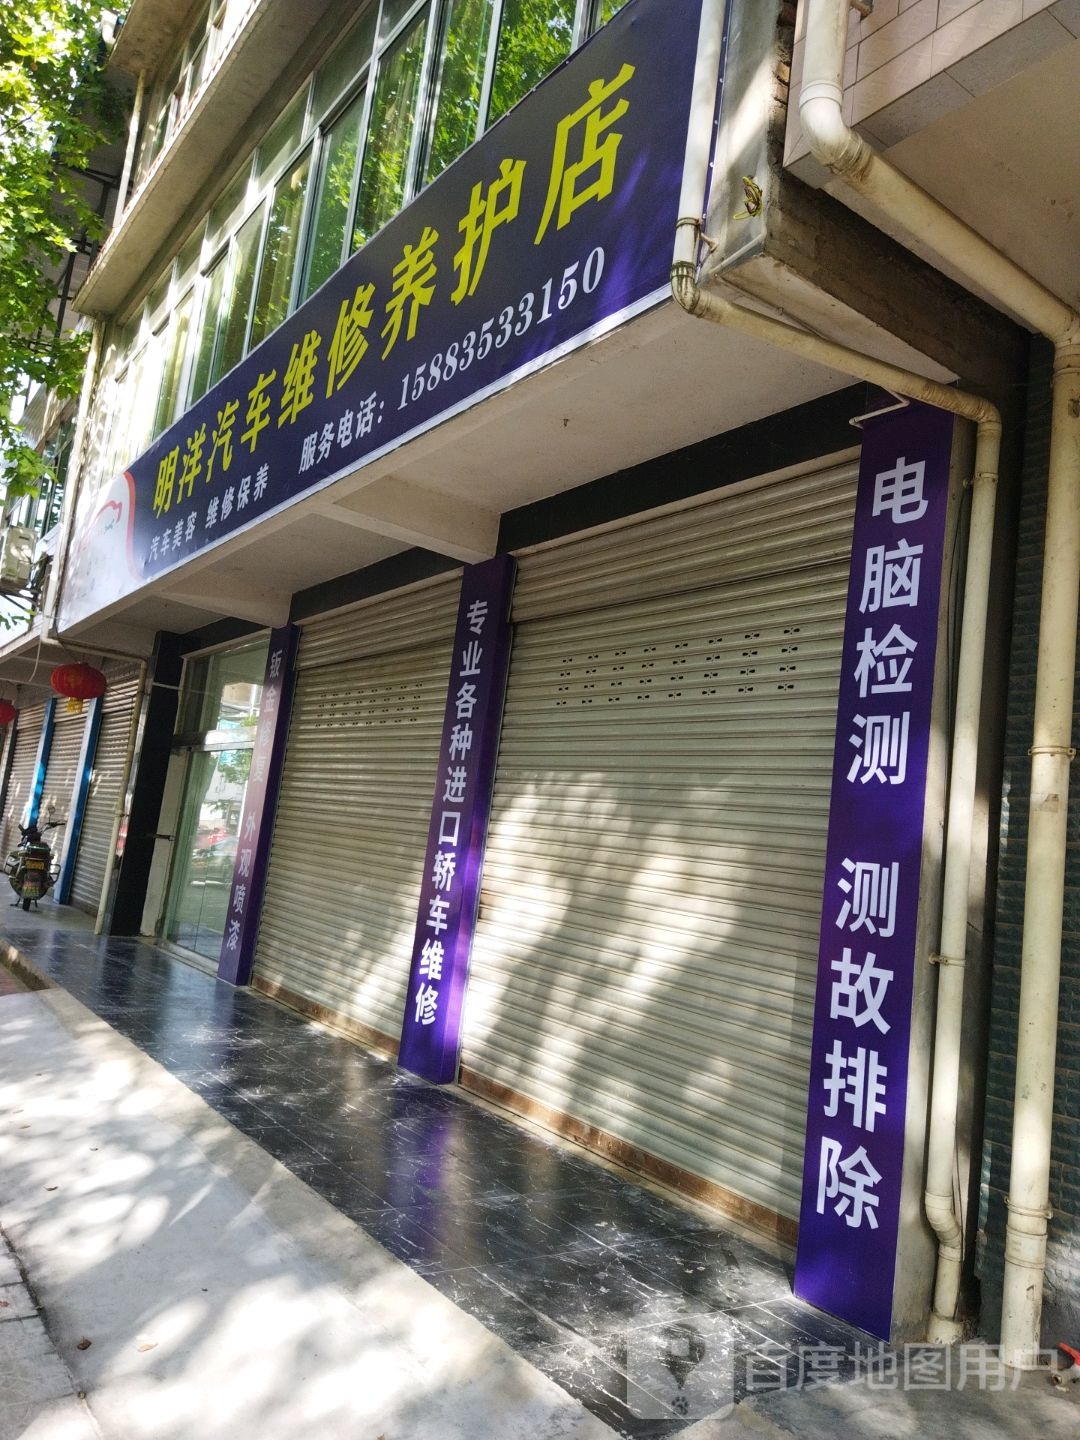 明洋汽车维修养护店
汽车美容 维修保养 服务电话：15883533150
钣金修复 外观喷漆
专业各种进口轿车维修
电脑检测 测故排除
百度地图用户